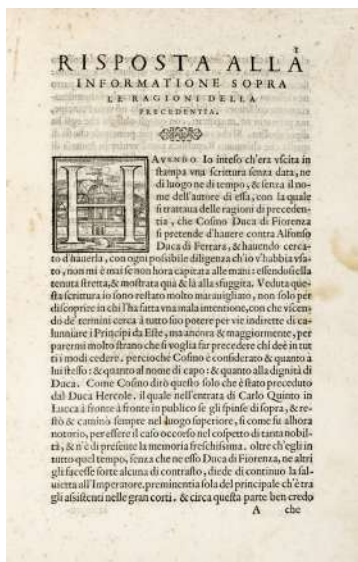 1
RISPOSTA ALLA
INFORMATIONE SOPRA
LE RAGIONI DELLA
PRECEDENTIA.
HAVENDO Io inteso ch'era vscita in
stampa vna scrittura senza data, ne
di luogo ne di tempo, & senza il no-
me dell'autore di essa, con la quale
si trattaua delle ragioni di preceden-
tia, che Cosimo Duca di Fiorenza
si pretende d'hauere contra Alfonso
Duca di Ferrara, & hauendo cerca-
to d'hauerla, con ogni possibile diligenza ch'io v'habbia vsa-
to, non mi è mai se non hora capitata alle mani: essendosi ella
tenuta stretta, & mostrata quà & là alla sfuggita. Veduta que-
sta scrittura io sono restato molto marauigliato, non solo per
discoprire in chi l'ha fatta vna mala intentione, con che vscen-
do de' termini cerca à tutto suo potere per vie indirette di ca-
lunniare i Principi da Este, ma ancora & maggiormente, per
parermi molto strano che si voglia far precedere chi deè in tut
ti i modi cedere. percioche Cosimo è considerato & quanto à
lui stesso: & quanto al nome di capo: & quanto alla dignità di
Duca. Come Cosimo dirò questo solo che è stato preceduto
dal Duca Hercole. il quale nell'entrata di Carlo Quinto in
Lucca à fronte à fronte in publico se gli spinse di sopra, & re-
stò & caminò sempre nel luogo superiore, si come fu alhora
notorio, per essere il caso occorso nel cospetto di tanta nobil-
tà, & n'è di presente la memoria freschissima. oltre ch'egli in
tutto quel tempo, senza che ne esso Duca di Fiorenza, ne altri
gli facesse sorte alcuna di contrasto, diede di continuo la sal-
uietta all'Imperatore. preminentia sola del principale ch'è tra
gli assistenti nelle gran corti. & circa questa parte ben credo
A che